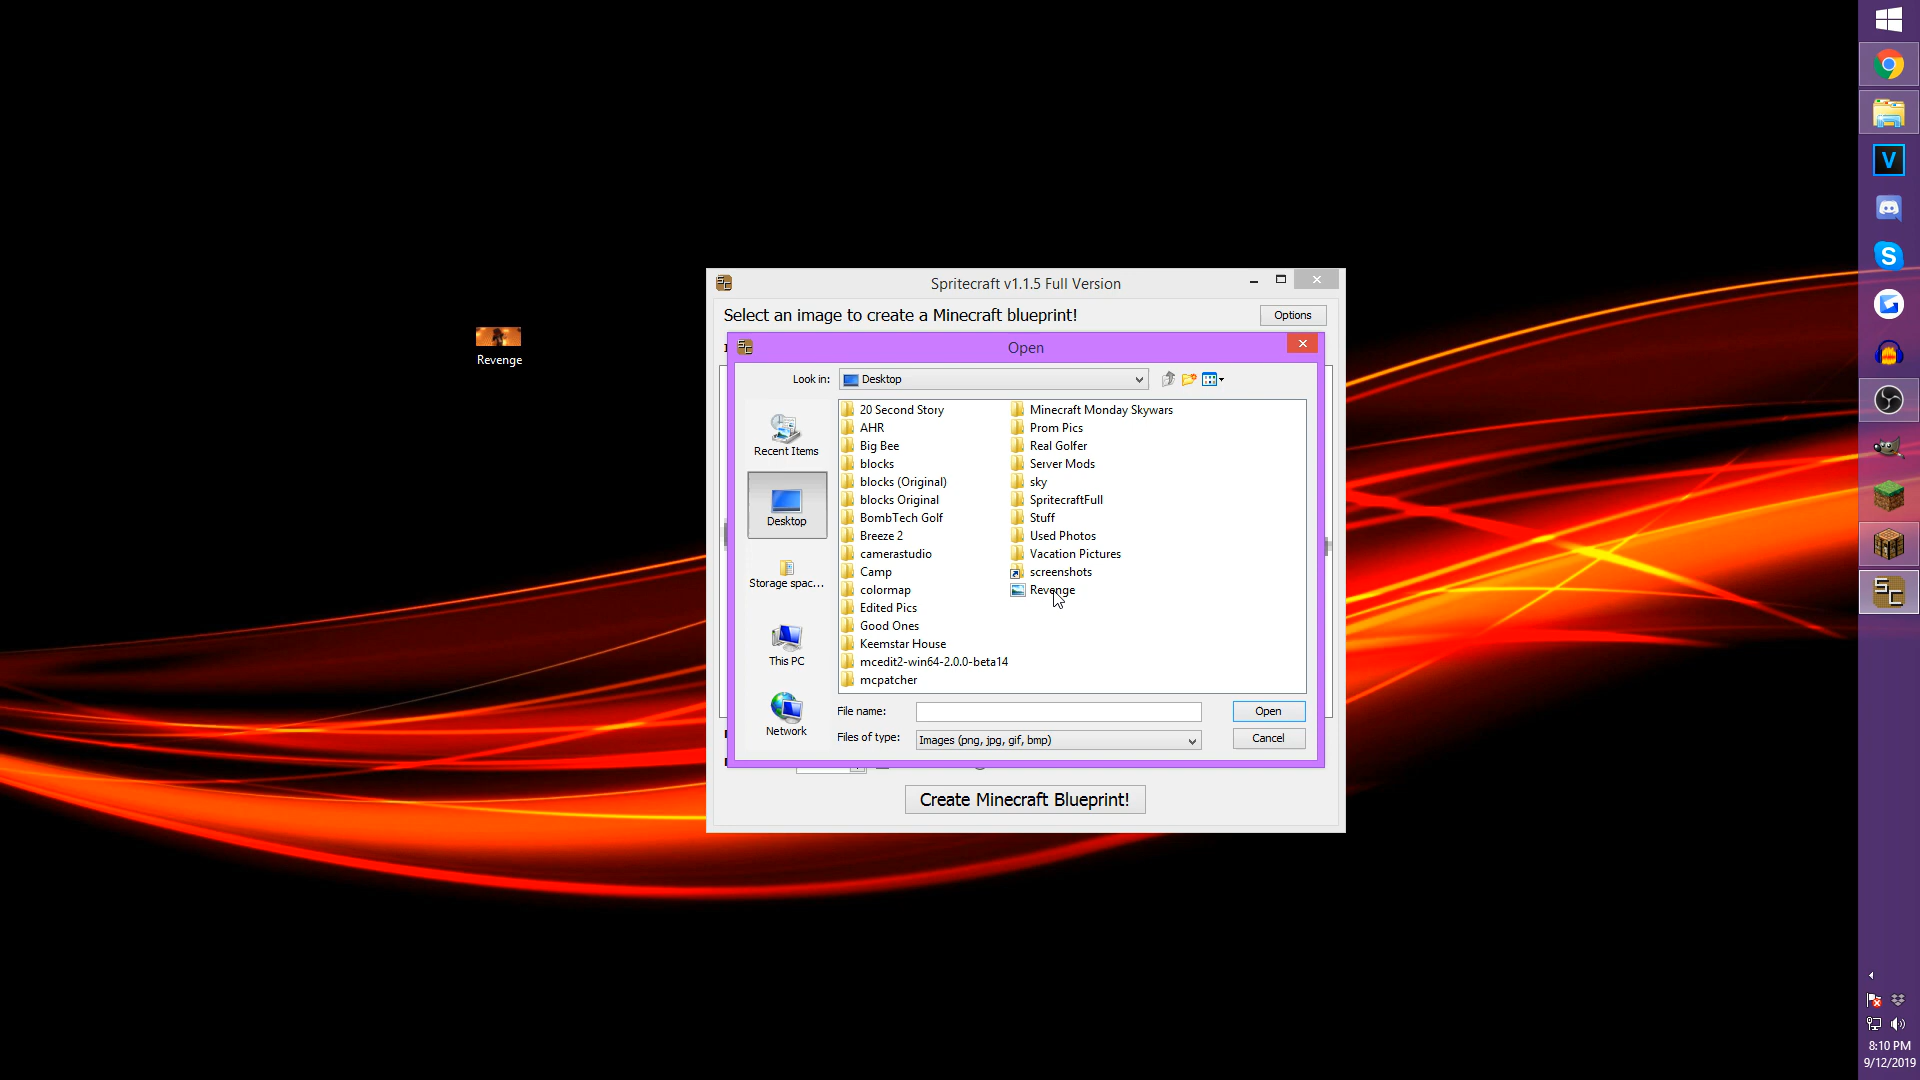 Revenge
Spritecraft v1.1.5 Full Version
Select an image to create a Minecraft blueprint!
Options
Open
Look in:
Desktop
Recent Items
Desktop
Storage spac...
This PC
Network
20 Second Story
AHR
Big Bee
blocks
blocks (Original)
blocks Original
BombTech Golf
Breeze 2
camerastudio
Camp
colormap
Edited Pics
Good Ones
Keemstar House
mcedit2-win64-2.0.0-beta14
mcpatcher
Minecraft Monday Skywars
Prom Pics
Real Golfer
Server Mods
sky
SpritecraftFull
Stuff
Used Photos
Vacation Pictures
screenshots
Revenge
File name:
Open
Files of type:
Images (png, jpg, gif, bmp)
Cancel
Create Minecraft Blueprint!
8:10 PM
9/12/2019